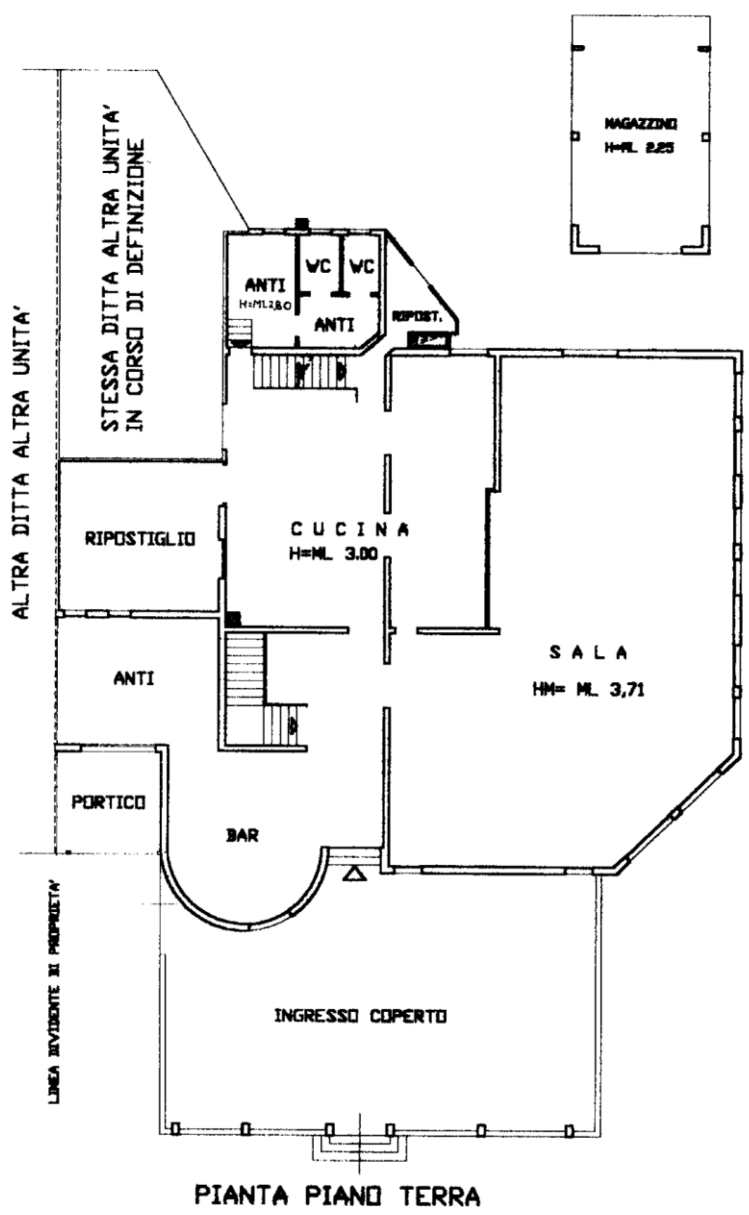 MAGAZZINO
H=ML 2.25
ALTRA DITTA ALTRA UNITA'
STESSA DITTA ALTRA UNITA'
IN CORSO DI DEFINIZIONE
ANTI
H=ML2,80
WC
WC
ANTI
RIPOST.
RIPOSTIGLIO
CUCINA
H=ML 3.00
ANTI
SALA
HM= ML 3,71
PORTICO
BAR
LINEA DIVIDENTE DI PROPRIETA'
INGRESSO COPERTO
PIANTA PIANO TERRA